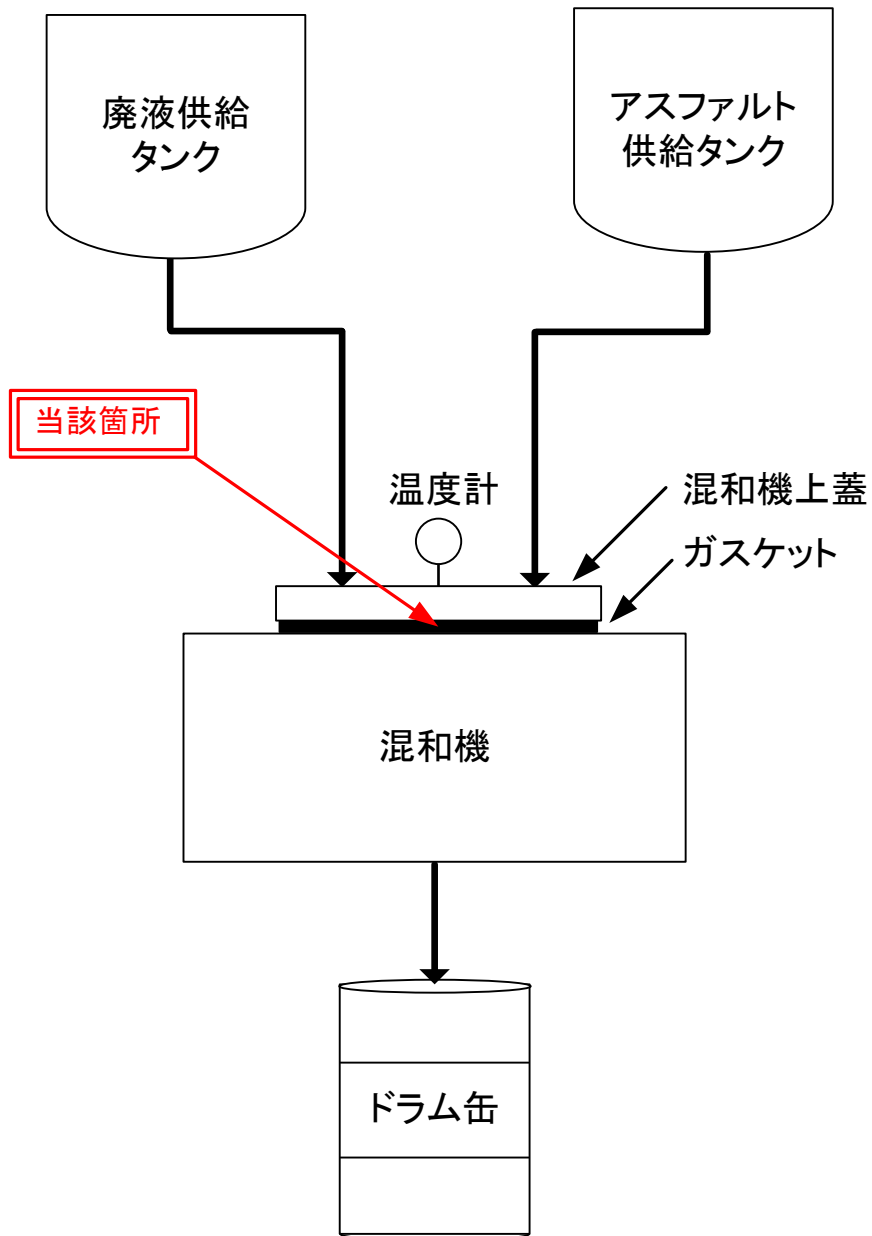 廃液供給
タンク
アスファルト
供給タンク
当該箇所
温度計
混和機上蓋
ガスケット
混和機
ドラム缶